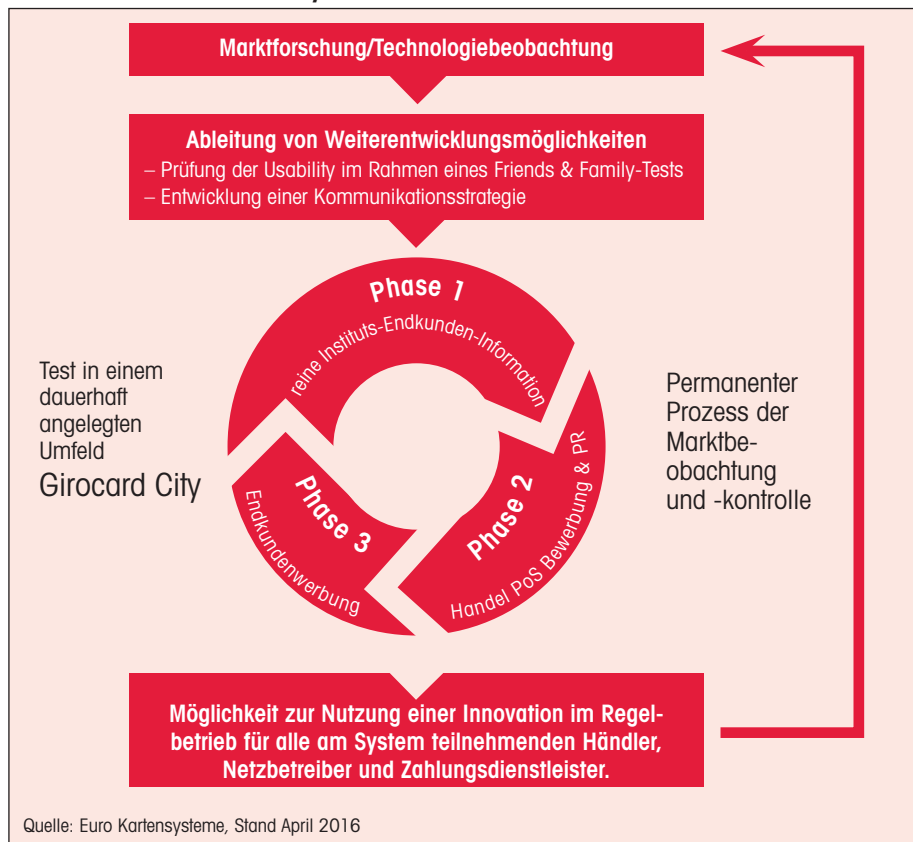 Marktforschung/Technologiebeobachtung
Ableitung von Weiterentwicklungsmöglichkeiten
– Prüfung der Usability im Rahmen eines Friends & Family-Tests
– Entwicklung einer Kommunikationsstrategie
Phase 1
reine Instituts-Endkunden-Information
Test in einem
dauerhaft
angelegten
Umfeld
Girocard City
Permanenter
Prozess der
Marktbe-
obachtung
und -kontrolle
Phase 2
Handel PoS Bewerbung & PR
Phase 3
Endkundenwerbung
Möglichkeit zur Nutzung einer Innovation im Regel-
betrieb für alle am System teilnehmenden Händler,
Netzbetreiber und Zahlungsdienstleister.
Quelle: Euro Kartensysteme, Stand April 2016